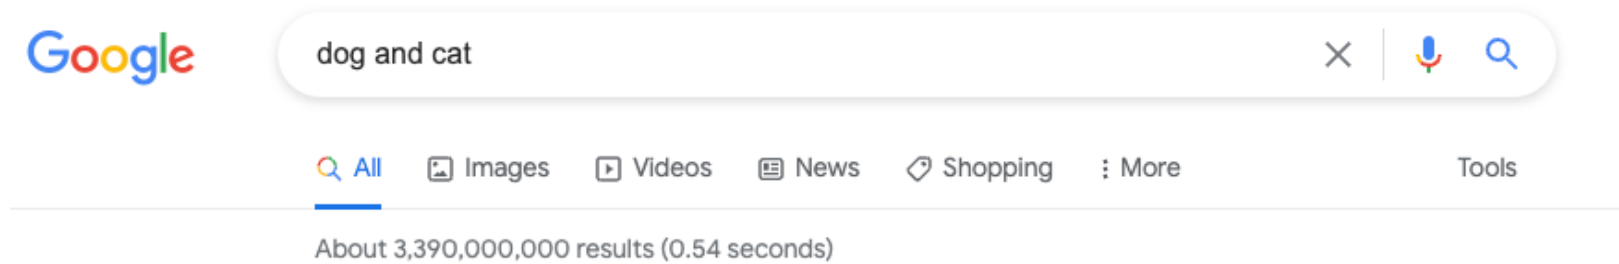 Google dog and cat
All Images Videos News Shopping More Tools
About 3,390,000,000 results (0.54 seconds)